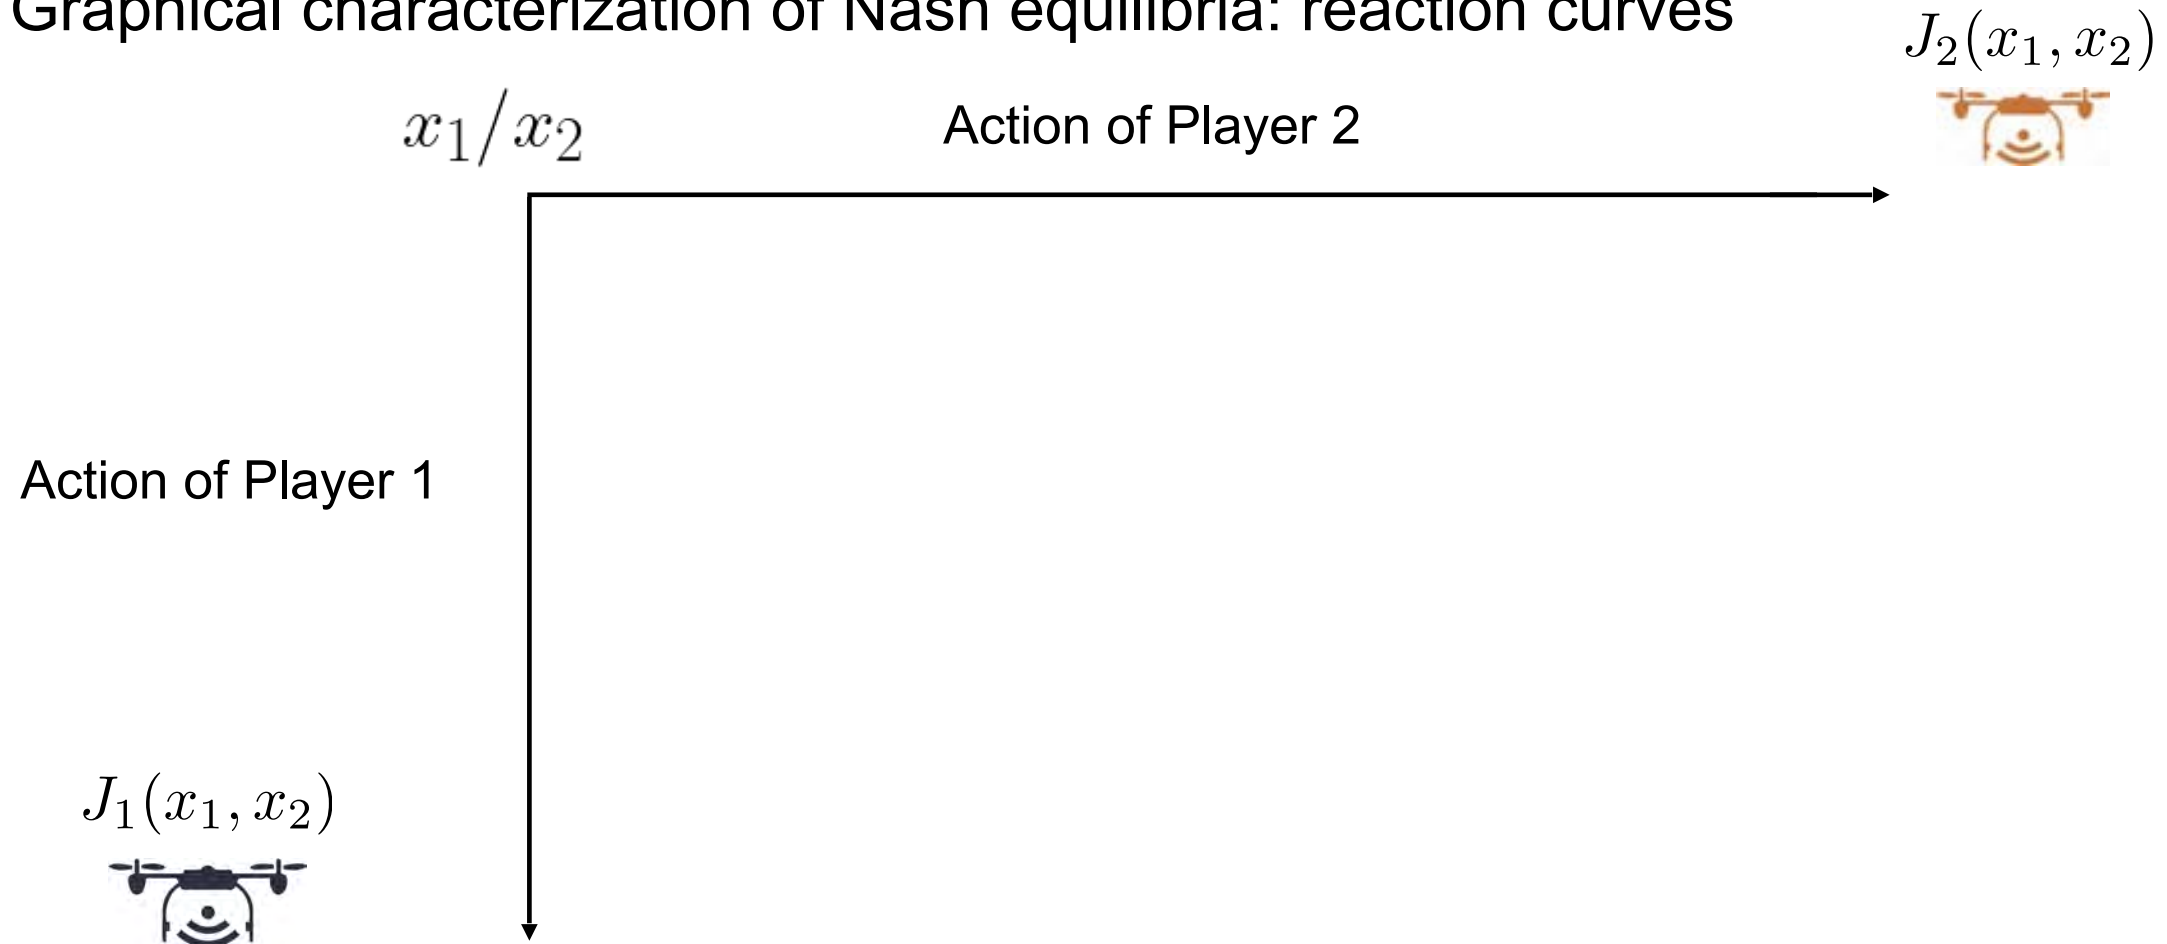 Graphical characterization of Nash equilibria: reaction curves
J₂(x₁, x₂)
x₁/x₂
Action of Player 2
Action of Player 1
J₁(x₁, x₂)